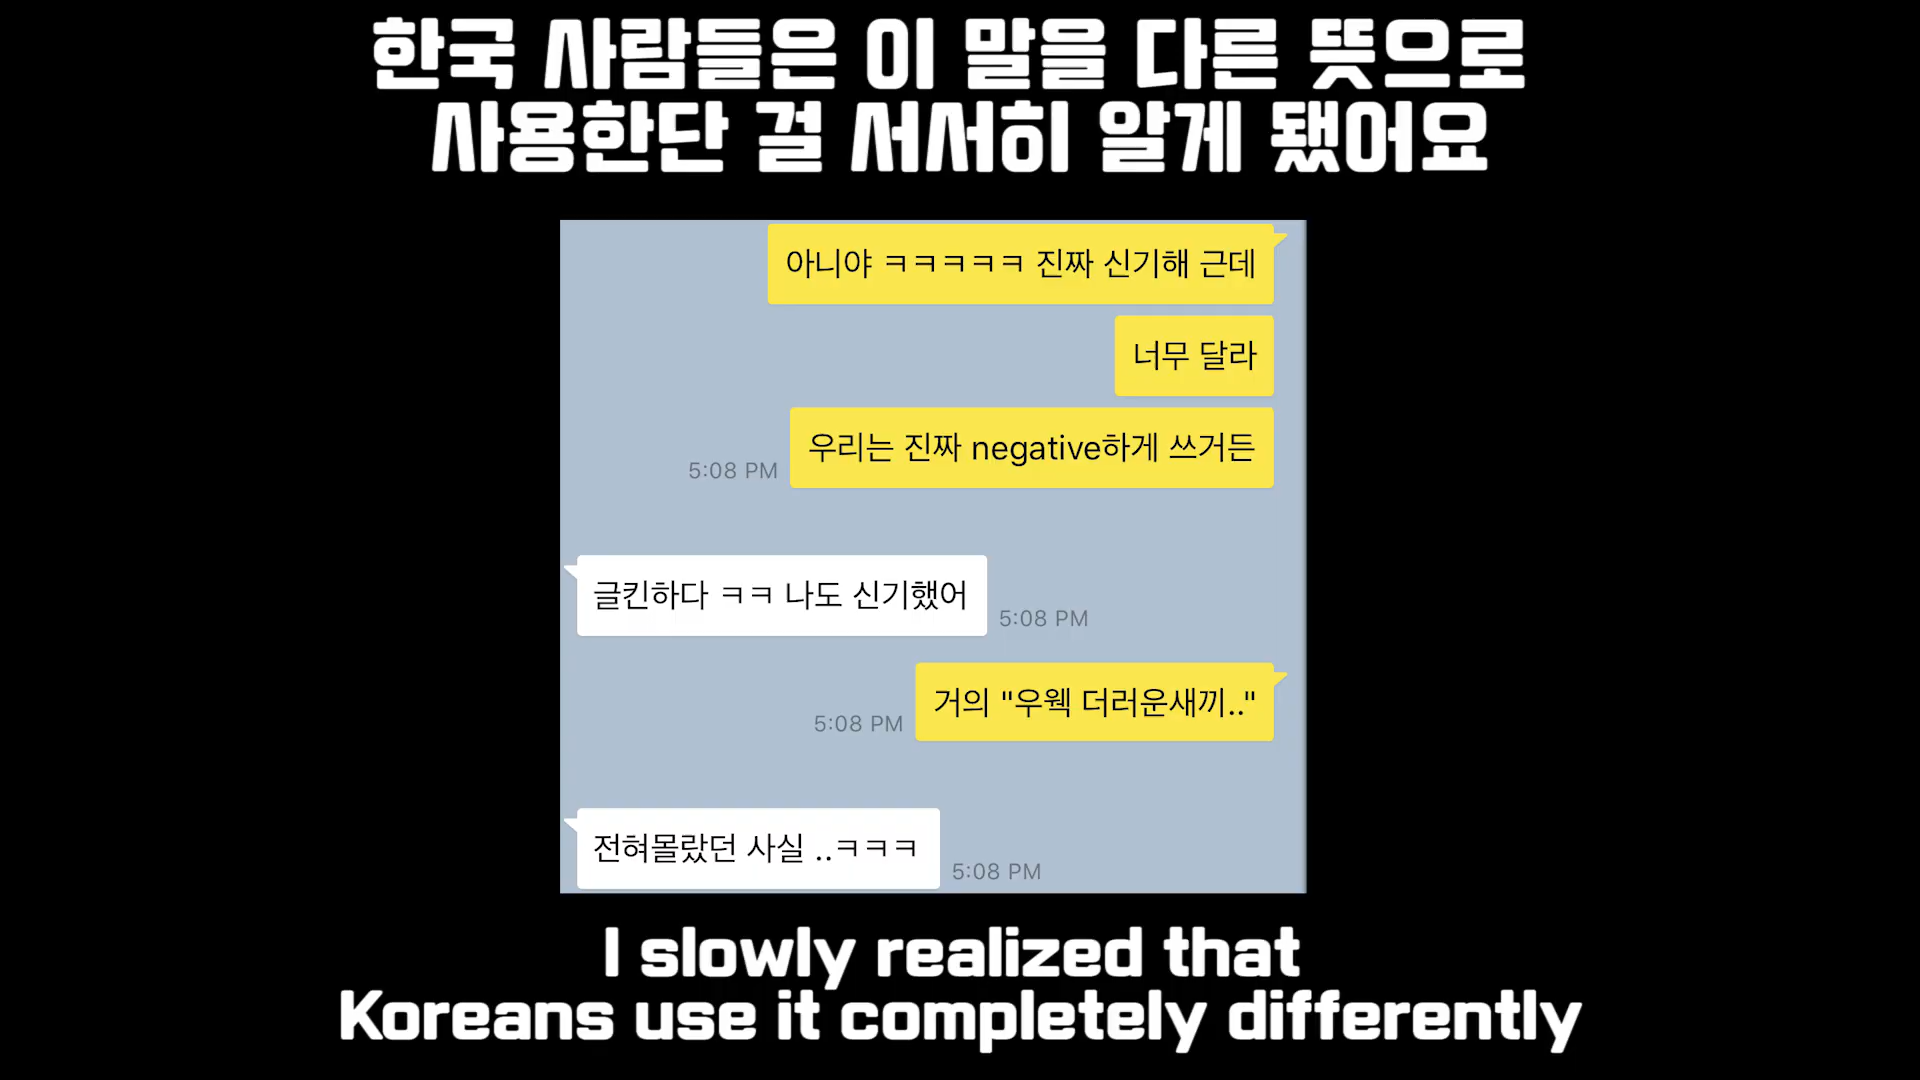 한국 사람들은 이 말을 다른 뜻으로
사용한단 걸 서서히 알게 됐어요
아니야 ㅋㅋㅋㅋㅋ 진짜 신기해 근데
너무 달라
우리는 진짜 negative하게 쓰거든
5:08 PM
글킨하다 ㅋㅋ 나도 신기했어
5:08 PM
거의 "우웩 더러운새끼.."
5:08 PM
전혀몰랐던 사실 ..ㅋㅋㅋ
5:08 PM
I slowly realized that
Koreans use it completely differently